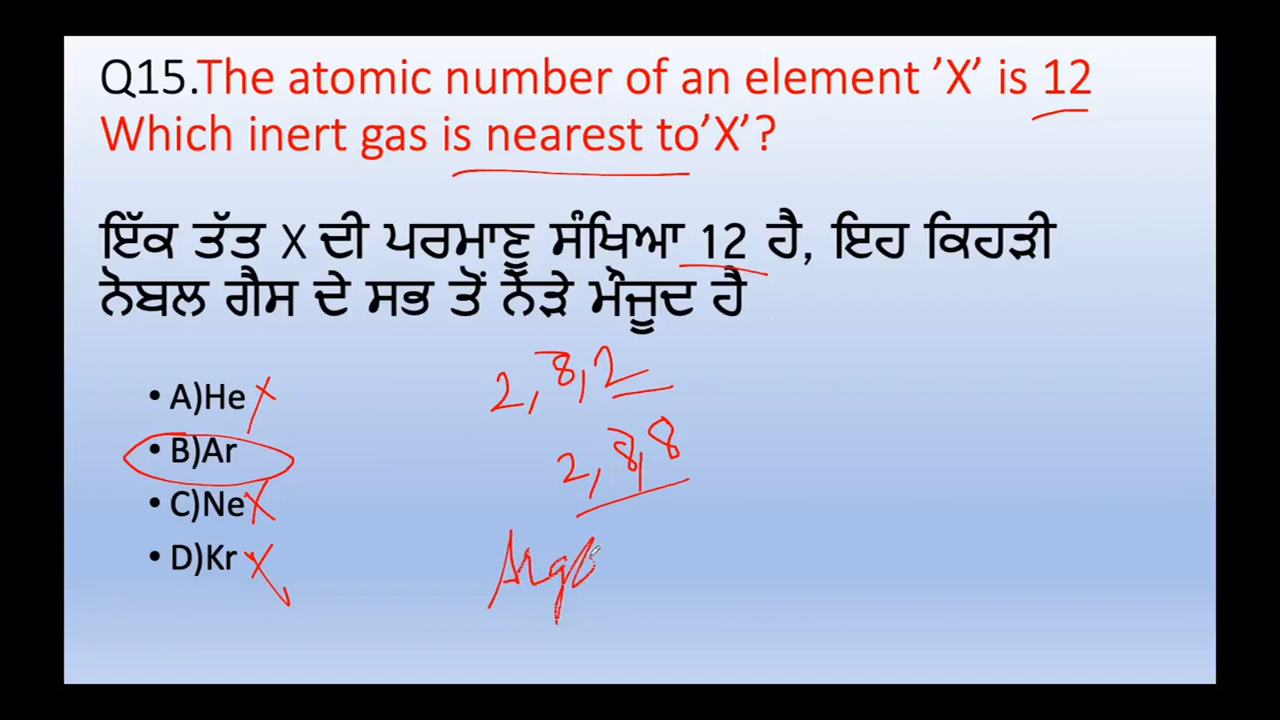 Q15.The atomic number of an element ’X’ is 12
Which inert gas is nearest to’X’?
ਇੱਕ ਤੱਤ X ਦੀ ਪਰਮਾਣੂ ਸੰਖਿਆ 12 ਹੈ, ਇਹ ਕਿਹੜੀ
ਨੋਬਲ ਗੈਸ ਦੇ ਸਭ ਤੋਂ ਨੇੜੇ ਮੌਜੂਦ ਹੈ
2,8,2
2,8,8
• A)He
• B)Ar
• C)Ne
• D)Kr
Argo